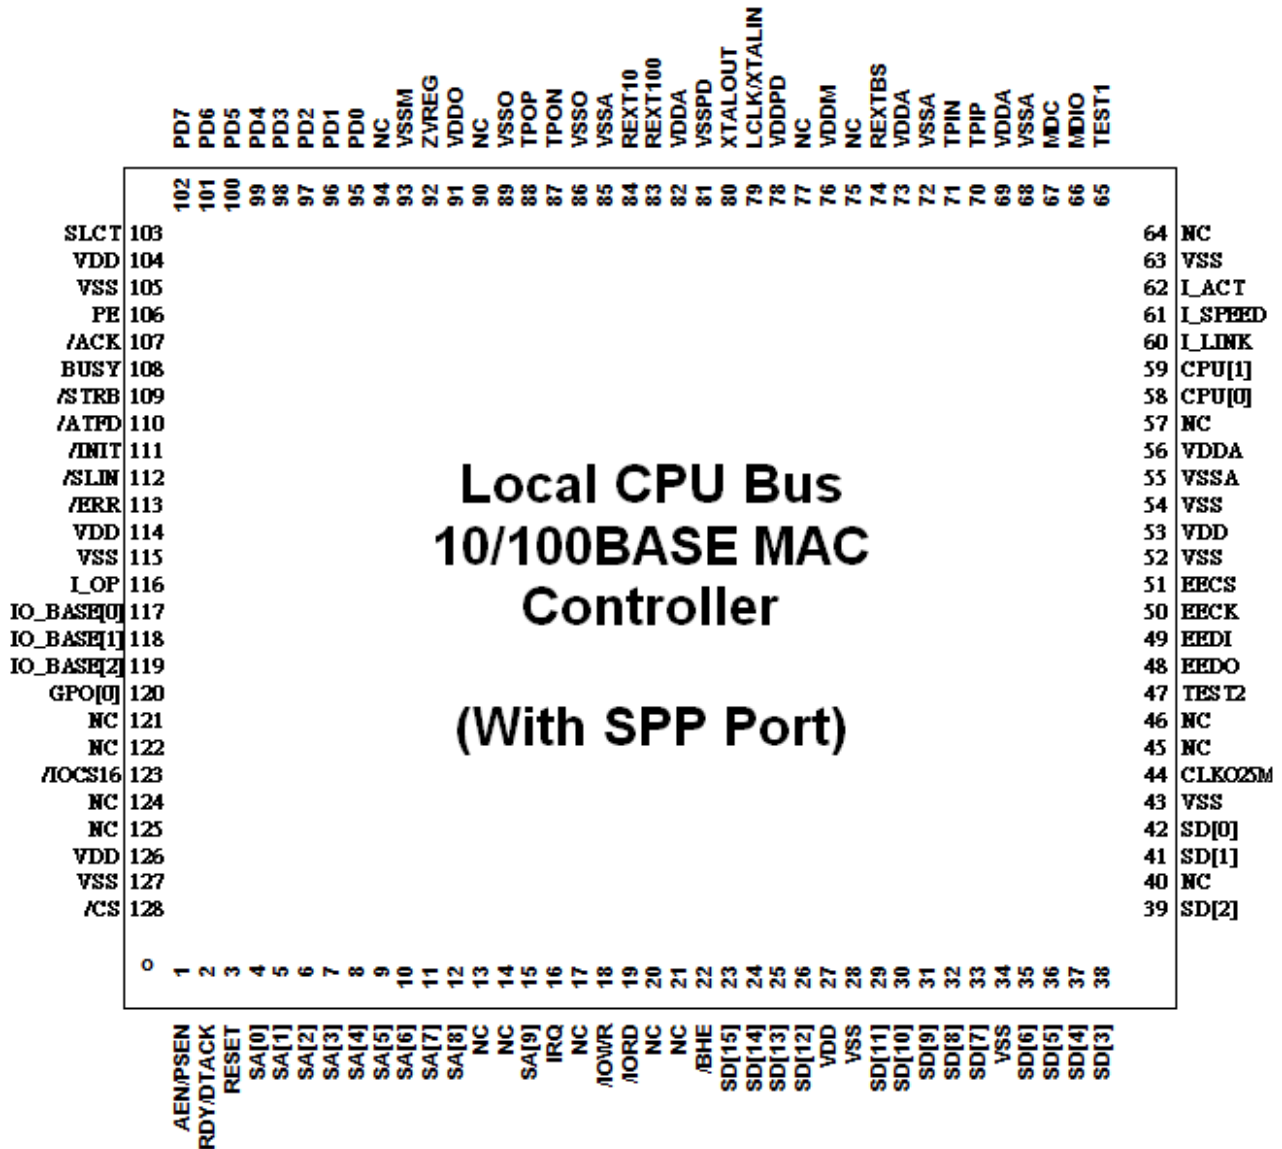 PD7 PD6 PD5 PD4 PD3 PD2 PD1 PD0 NC VSSM ZVREG VDDO NC VSSO TPOP TPON VSSO VSSA REXT10 REXT100 VDDA VSSPD XTALOUT LCLK/XTALIN VDDPD NC VDDM NC REXTBS VDDA VSSA TPIN TPIP VDDA VSSA MDC MDIO TEST1
102 101 100 99 98 97 96 95 94 93 92 91 90 89 88 87 86 85 84 83 82 81 80 79 78 77 76 75 74 73 72 71 70 69 68 67 66 65
SLCT 103
VDD 104
VSS 105
PE 106
/ACK 107
BUSY 108
/STRB 109
/ATFD 110
/INIT 111
/SLIN 112
/ERR 113
VDD 114
VSS 115
I_OP 116
IO_BASE[0] 117
IO_BASE[1] 118
IO_BASE[2] 119
GPO[0] 120
NC 121
NC 122
/IOCS16 123
NC 124
NC 125
VDD 126
VSS 127
/CS 128
Local CPU Bus
10/100BASE MAC
Controller
(With SPP Port)
64 NC
63 VSS
62 I_ACT
61 I_SPEED
60 I_LINK
59 CPU[1]
58 CPU[0]
57 NC
56 VDDA
55 VSSA
54 VSS
53 VDD
52 VSS
51 EECS
50 EECK
49 EEDI
48 EEDO
47 TEST2
46 NC
45 NC
44 CLKO25M
43 VSS
42 SD[0]
41 SD[1]
40 NC
39 SD[2]
1 2 3 4 5 6 7 8 9 10 11 12 13 14 15 16 17 18 19 20 21 22 23 24 25 26 27 28 29 30 31 32 33 34 35 36 37 38
AEN/PSEN RDY/DTACK RESET SA[0] SA[1] SA[2] SA[3] SA[4] SA[5] SA[6] SA[7] SA[8] NC NC SA[9] IRQ NC /IOWR /IORD NC NC /BHE SD[15] SD[14] SD[13] SD[12] VDD VSS SD[11] SD[10] SD[9] SD[8] SD[7] VSS SD[6] SD[5] SD[4] SD[3]